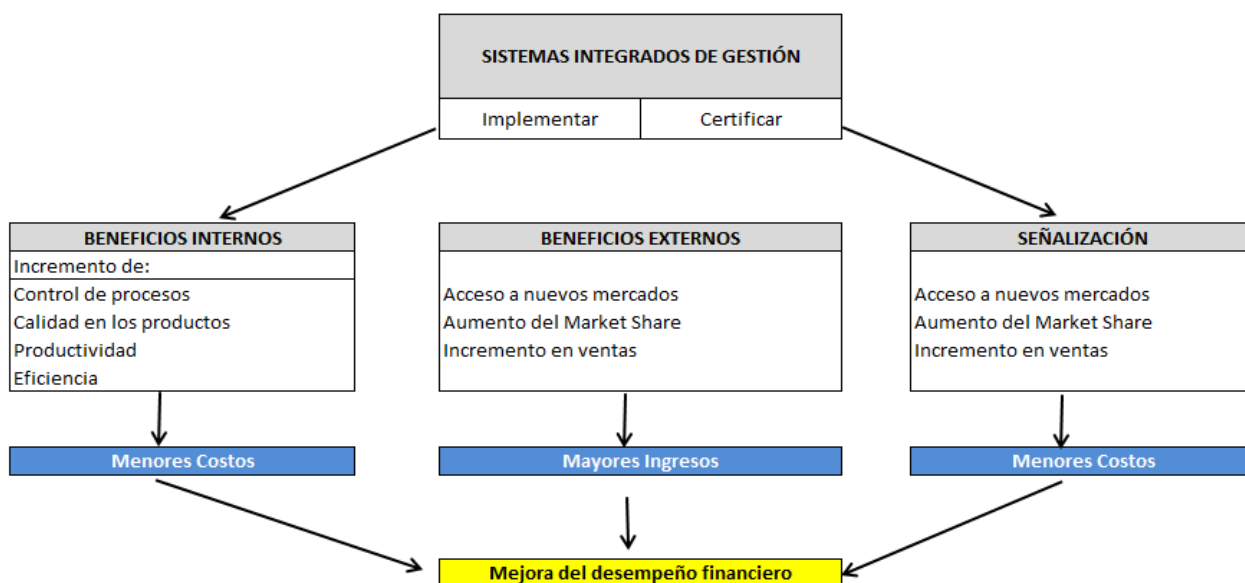 SISTEMAS INTEGRADOS DE GESTIÓN
Implementar
Certificar
BENEFICIOS INTERNOS
Incremento de:
Control de procesos
Calidad en los productos
Productividad
Eficiencia
Menores Costos
BENEFICIOS EXTERNOS
Acceso a nuevos mercados
Aumento del Market Share
Incremento en ventas
Mayores Ingresos
SEÑALIZACIÓN
Acceso a nuevos mercados
Aumento del Market Share
Incremento en ventas
Menores Costos
Mejora del desempeño financiero